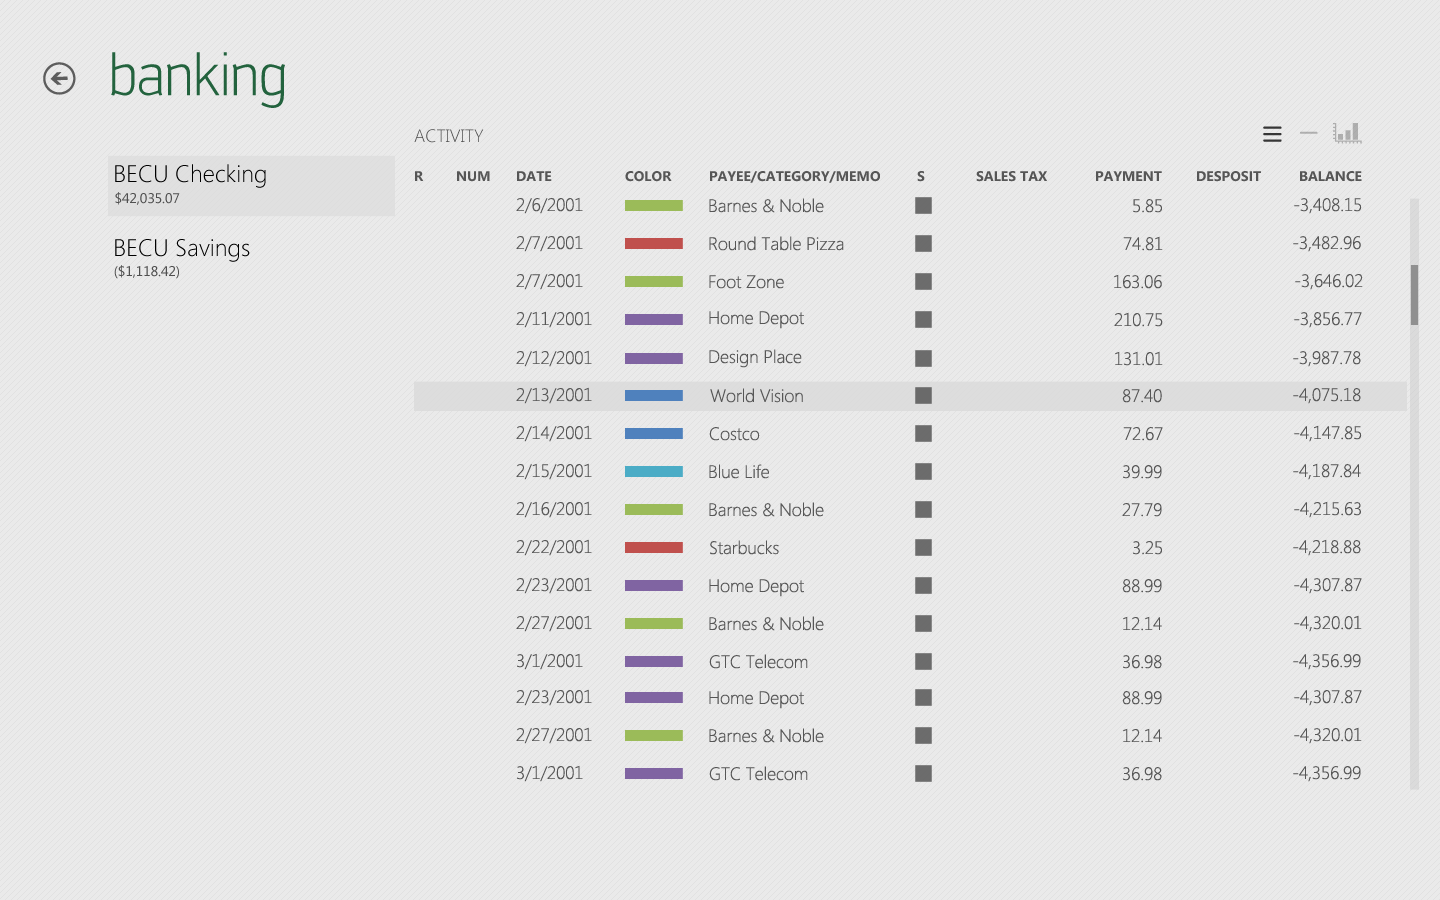 banking
BECU Checking
$42,035.07
BECU Savings
($1,118.42)
ACTIVITY
R NUM DATE COLOR PAYEE/CATEGORY/MEMO S SALES TAX PAYMENT DESPOSIT BALANCE
2/6/2001 Barnes & Noble 5.85 -3,408.15
2/7/2001 Round Table Pizza 74.81 -3,482.96
2/7/2001 Foot Zone 163.06 -3,646.02
2/11/2001 Home Depot 210.75 -3,856.77
2/12/2001 Design Place 131.01 -3,987.78
2/13/2001 World Vision 87.40 -4,075.18
2/14/2001 Costco 72.67 -4,147.85
2/15/2001 Blue Life 39.99 -4,187.84
2/16/2001 Barnes & Noble 27.79 -4,215.63
2/22/2001 Starbucks 3.25 -4,218.88
2/23/2001 Home Depot 88.99 -4,307.87
2/27/2001 Barnes & Noble 12.14 -4,320.01
3/1/2001 GTC Telecom 36.98 -4,356.99
2/23/2001 Home Depot 88.99 -4,307.87
2/27/2001 Barnes & Noble 12.14 -4,320.01
3/1/2001 GTC Telecom 36.98 -4,356.99